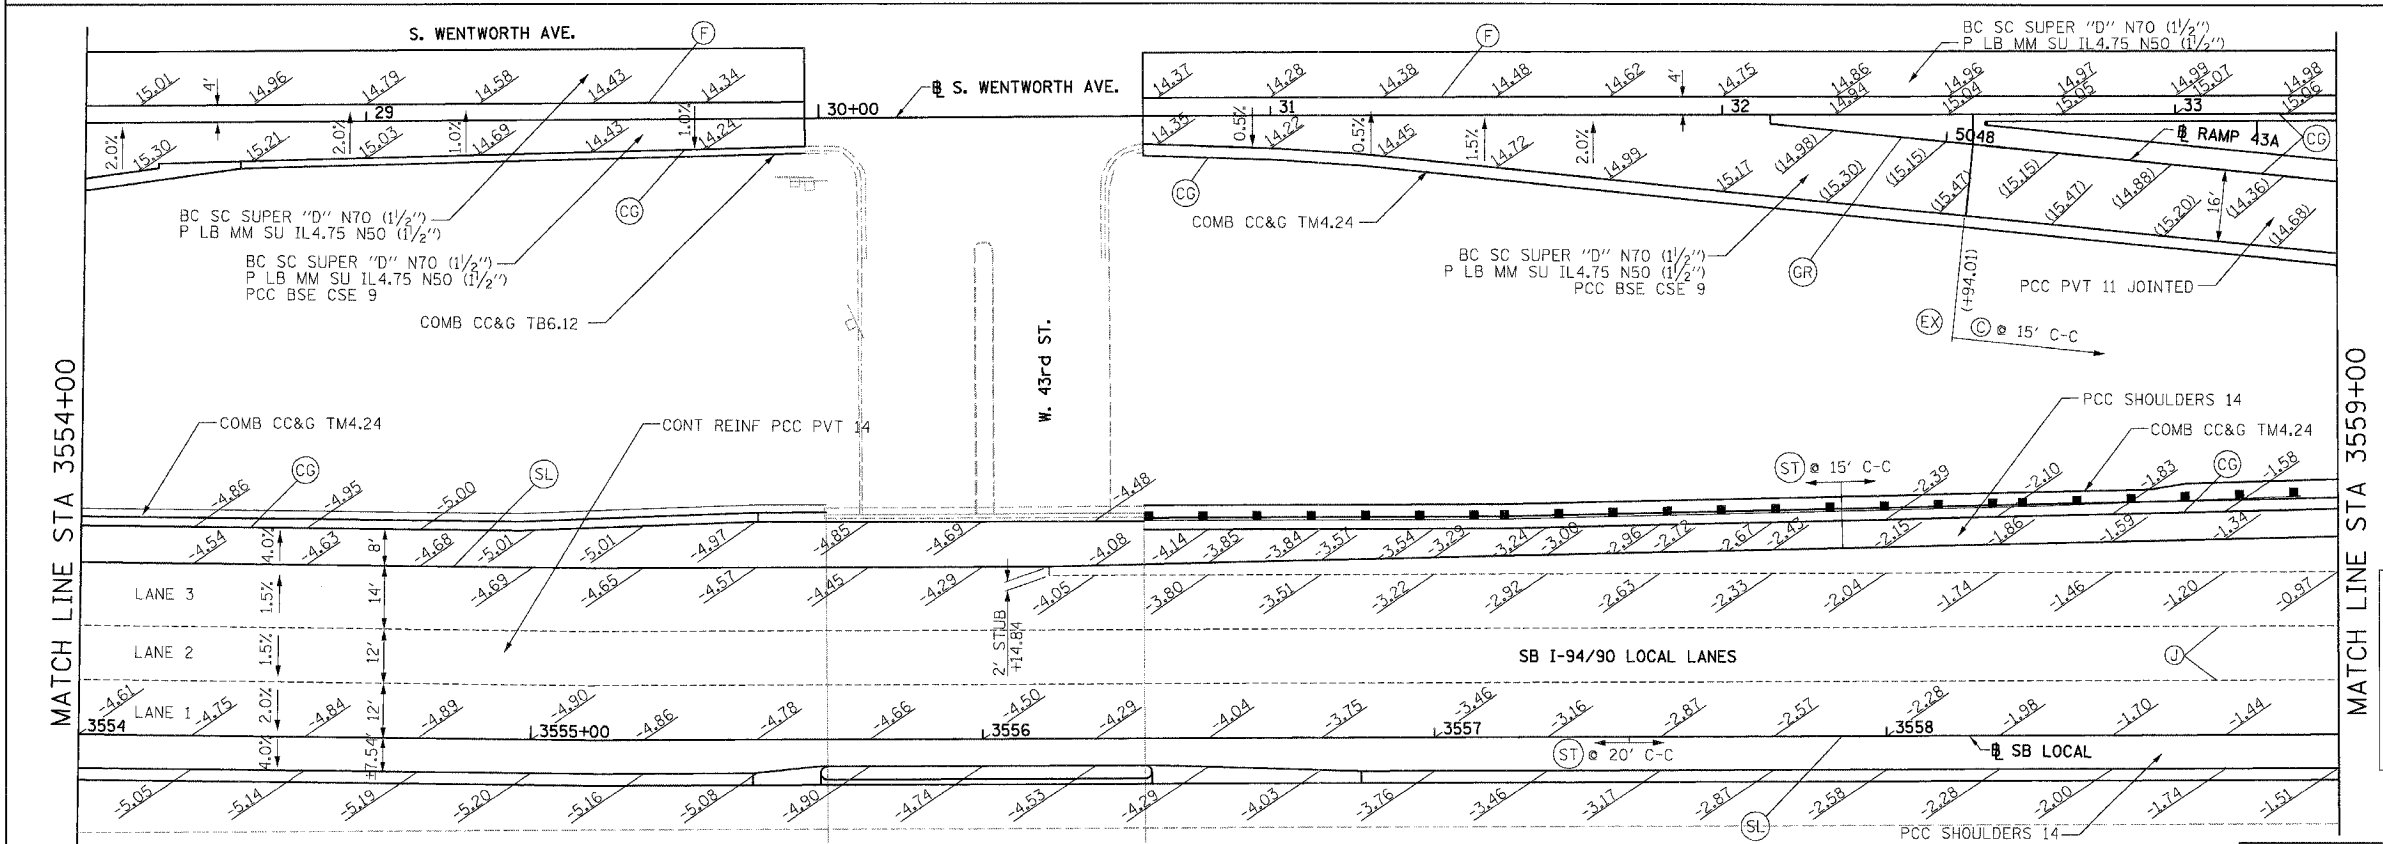 S. WENTWORTH AVE.
F
F
BC SC SUPER "D" N70 (1½")
P LB MM SU IL4.75 N50 (1½")
15.01 4' 14.96 14.79 14.58 14.43 14.34
℄ S. WENTWORTH AVE.
14.37 14.28 14.38 14.48 14.62 4' 14.75 14.86 14.96 14.97 14.99 14.98
14.94 15.04 15.05 15.07 15.06
29 30+00 31 32 33
2.0% 15.30 15.21 2.0% 15.03 1.0% 14.69 14.43 1.0% 14.24
14.35 0.5% 14.22 0.5% 14.45 1.5% 14.72 2.0% 14.99 15.17
5048
℄ RAMP 43A
CG
CG
(14.98) (15.30) (15.15) (15.47) (15.15) (15.47) (14.88) (15.20) 16' (14.36) (14.68)
BC SC SUPER "D" N70 (1½")
P LB MM SU IL4.75 N50 (1½")
CG
CG
COMB CC&G TM4.24
BC SC SUPER "D" N70 (1½")
P LB MM SU IL4.75 N50 (1½")
PCC BSE CSE 9
BC SC SUPER "D" N70 (1½")
P LB MM SU IL4.75 N50 (1½")
PCC BSE CSE 9
GR
(+94.01)
PCC PVT 11 JOINTED
COMB CC&G TB6.12
EX
C @ 15' C-C
W. 43rd ST.
MATCH LINE STA 3554+00
MATCH LINE STA 3559+00
COMB CC&G TM4.24
CONT REINF PCC PVT 14
PCC SHOULDERS 14
COMB CC&G TM4.24
CG
SL
ST @ 15' C-C
CG
-4.86 -4.95 -5.00 -4.48 -2.39 -2.10 -1.83 -1.58
-4.54 4.0% -4.63 8' -4.68 -5.01 -5.01 -4.97 -4.85 -4.69 -4.08 -4.14 -3.85 -3.84 -3.57 -3.54 -3.29 -3.24 -3.00 -2.96 -2.72 -2.67 -2.43 -2.15 -1.86 -1.59 -1.34
LANE 3 1.5% 14' -4.69 -4.65 -4.57 -4.45 -4.29 -4.05 -3.80 -3.51 -3.22 -2.92 -2.63 -2.33 -2.04 -1.74 -1.46 -1.20 -0.97
2' STUB
+14.84
LANE 2 1.5% 12'
SB I-94/90 LOCAL LANES
J
LANE 1 2.0% 12'
-4.61 -4.75 -4.84 -4.89 -4.90 -4.86 -4.78 -4.66 -4.50 -4.29 -4.04 -3.75 -3.46 -3.16 -2.87 -2.57 -2.28 -1.98 -1.70 -1.44
3554 3555+00 3556 3557 3558
4.0% ±7.54'
ST @ 20' C-C
℄ SB LOCAL
-5.05 -5.14 -5.19 -5.20 -5.16 -5.08 -4.90 -4.74 -4.53 -4.29 -4.03 -3.76 -3.46 -3.17 -2.87 -2.58 -2.28 -2.00 -1.74 -1.51
SL
PCC SHOULDERS 14